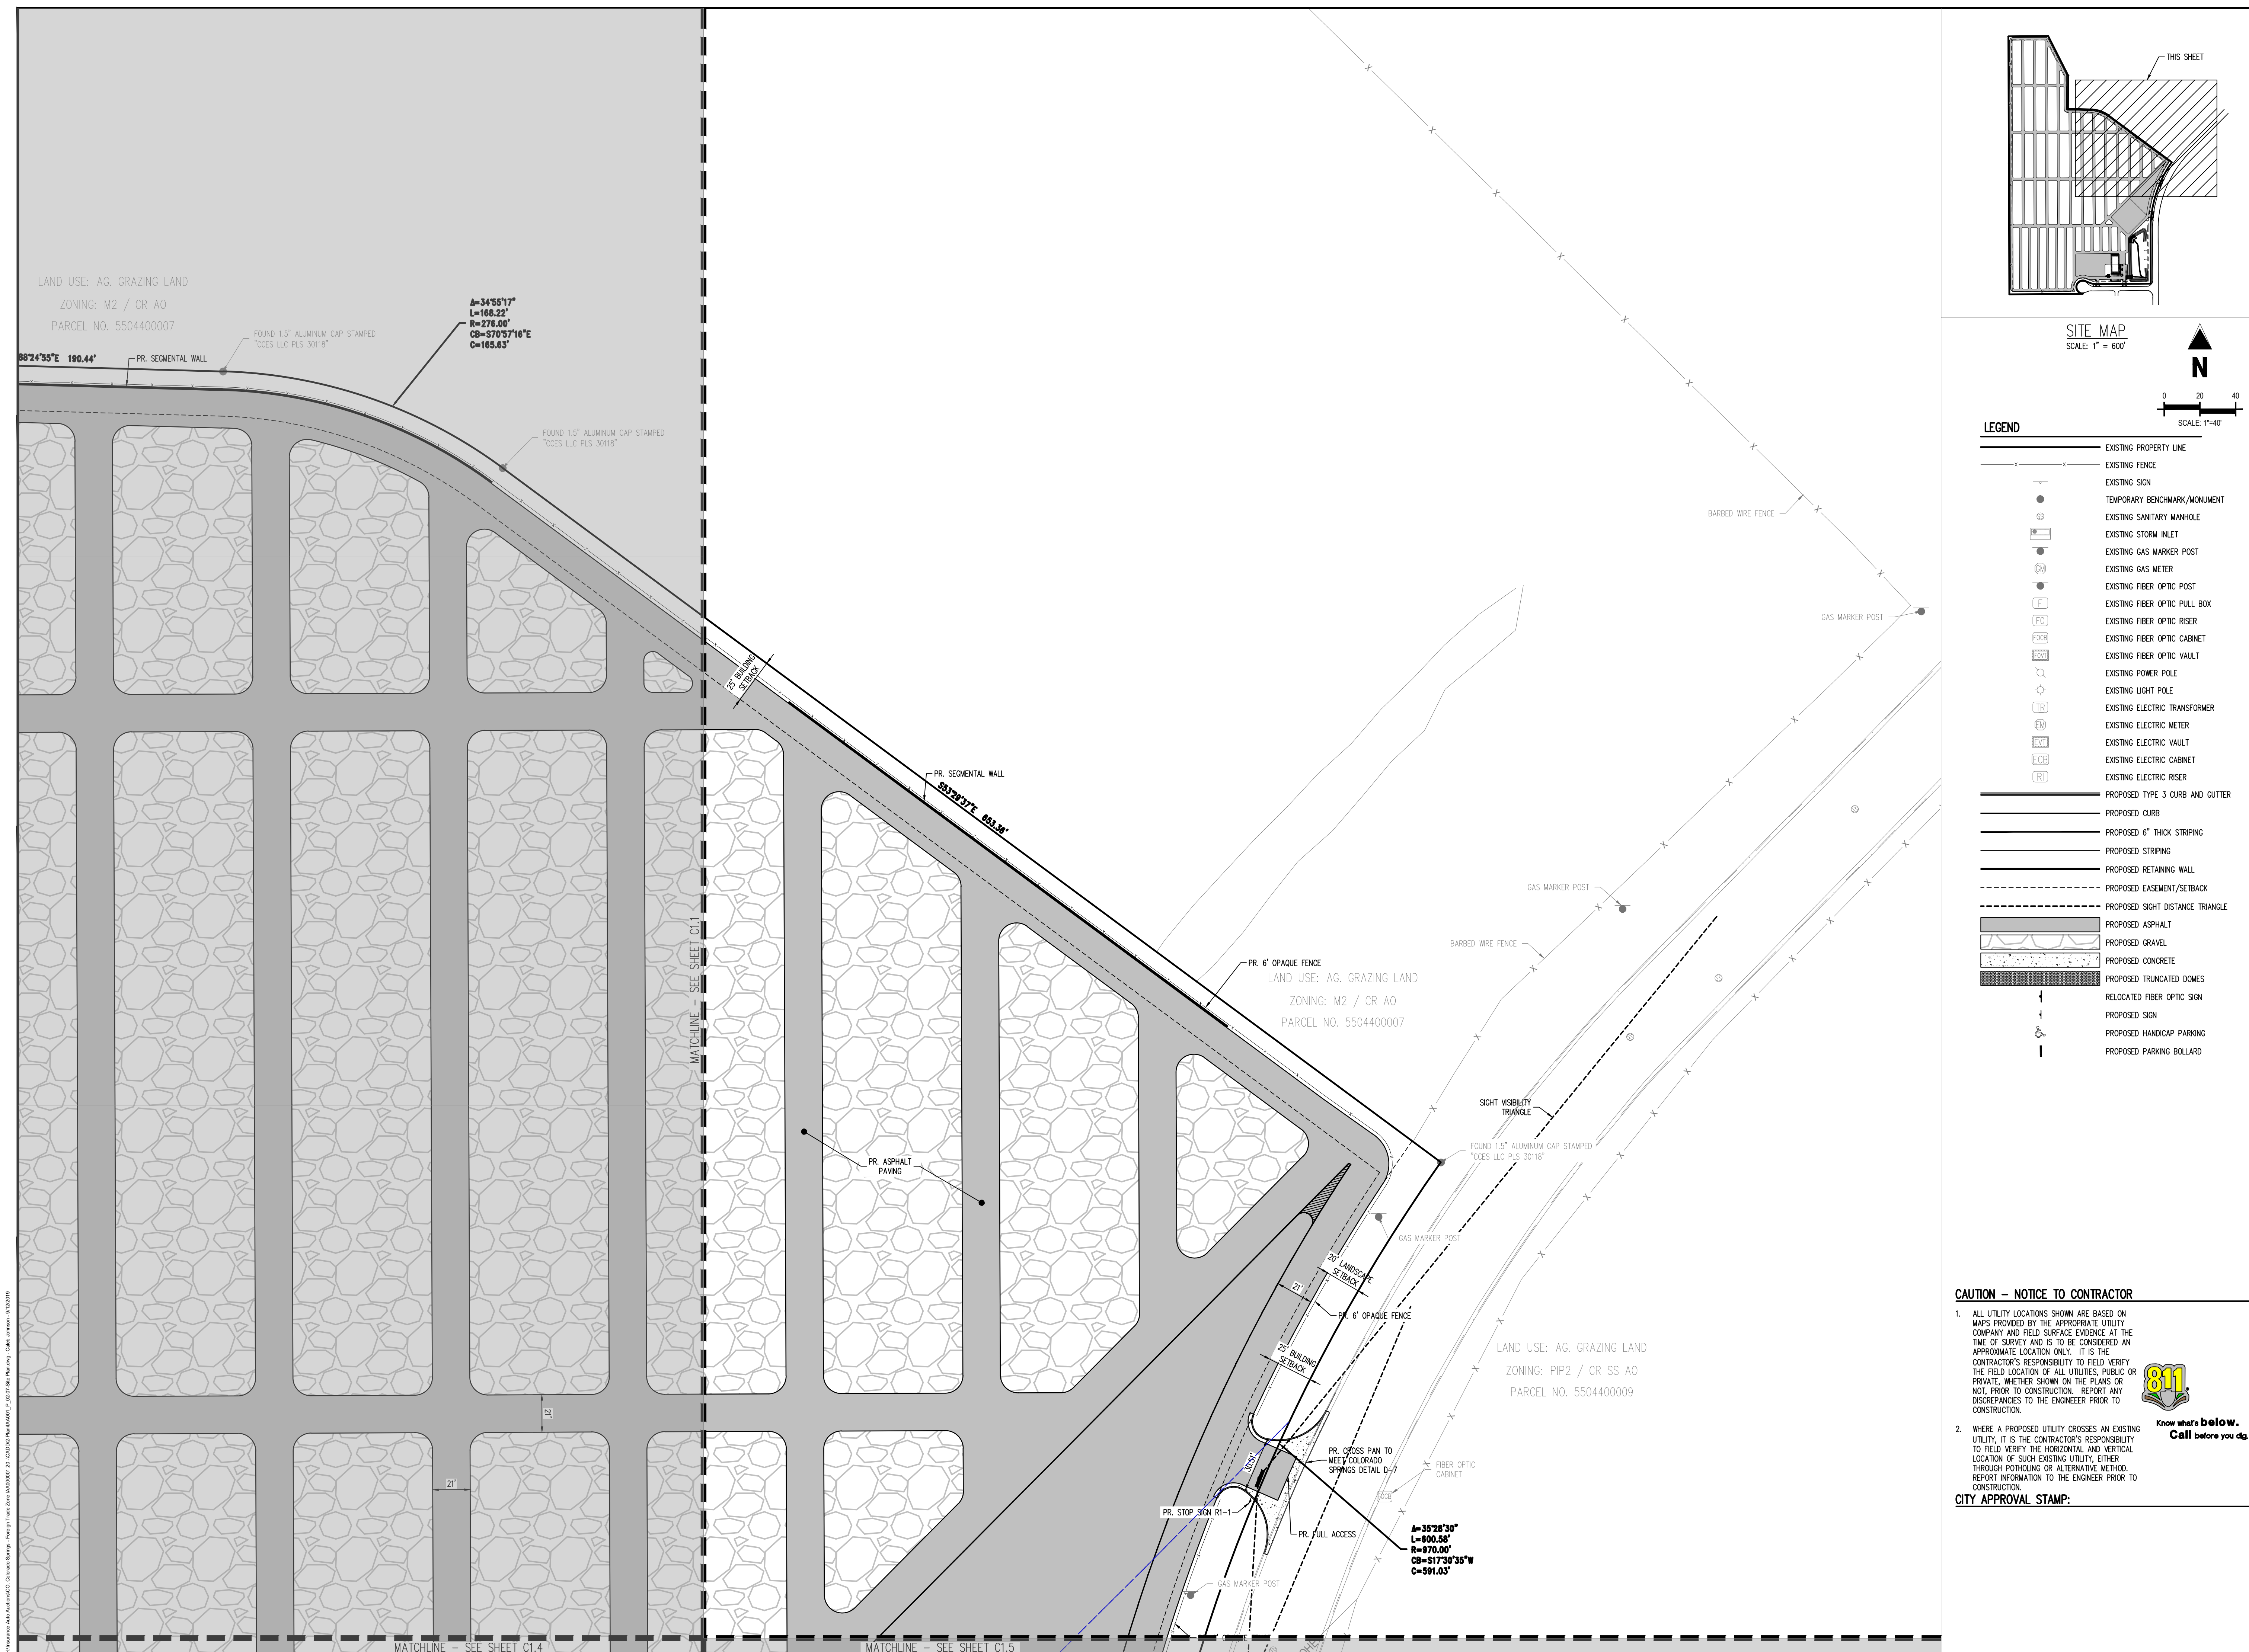 LAND USE: AG. GRAZING LAND
ZONING: M2 / CR AO
PARCEL NO. 5504400007
FOUND 1.5" ALUMINUM CAP STAMPED
"CCES LLC PLS 30118"
Δ=34°55'17"
L=168.22'
R=276.00'
CB=S70°57'16"E
C=165.63'
88°24'55"E 190.44'
PR. SEGMENTAL WALL
FOUND 1.5" ALUMINUM CAP STAMPED
"CCES LLC PLS 30118"
25' BUILDING
SETBACK
PR. SEGMENTAL WALL
S53°29'37"E 653.36'
MATCHLINE - SEE SHEET C1.1
BARBED WIRE FENCE
GAS MARKER POST
GAS MARKER POST
BARBED WIRE FENCE
PR. 6' OPAQUE FENCE
LAND USE: AG. GRAZING LAND
ZONING: M2 / CR AO
PARCEL NO. 5504400007
SIGHT VISIBILITY
TRIANGLE
FOUND 1.5" ALUMINUM CAP STAMPED
"CCES LLC PLS 30118"
PR. ASPHALT
PAVING
GAS MARKER POST
20' LANDSCAPE
SETBACK
21'
PR. 6' OPAQUE FENCE
25' BUILDING
SETBACK
LAND USE: AG. GRAZING LAND
ZONING: PIP2 / CR SS AO
PARCEL NO. 5504400009
21'
21'
30.51'
PR. CROSS PAN TO
MEET COLORADO
SPRINGS DETAIL D-7
FIBER OPTIC
CABINET
FOCB
PR. STOP SIGN R1-1
PR. FULL ACCESS
Δ=35°28'30"
L=600.58'
R=970.00'
CB=S17°30'35"W
C=591.03'
GAS MARKER POST
MATCHLINE - SEE SHEET C1.4
MATCHLINE - SEE SHEET C1.5
THIS SHEET
SITE MAP
SCALE: 1" = 600'
N
0 20 40
SCALE: 1"=40'
LEGEND
EXISTING PROPERTY LINE
EXISTING FENCE
EXISTING SIGN
TEMPORARY BENCHMARK/MONUMENT
EXISTING SANITARY MANHOLE
EXISTING STORM INLET
EXISTING GAS MARKER POST
GM EXISTING GAS METER
EXISTING FIBER OPTIC POST
F EXISTING FIBER OPTIC PULL BOX
FO EXISTING FIBER OPTIC RISER
FOCB EXISTING FIBER OPTIC CABINET
FOVT EXISTING FIBER OPTIC VAULT
EXISTING POWER POLE
EXISTING LIGHT POLE
TR EXISTING ELECTRIC TRANSFORMER
EM EXISTING ELECTRIC METER
EVT EXISTING ELECTRIC VAULT
ECB EXISTING ELECTRIC CABINET
RI EXISTING ELECTRIC RISER
PROPOSED TYPE 3 CURB AND GUTTER
PROPOSED CURB
PROPOSED 6" THICK STRIPING
PROPOSED STRIPING
PROPOSED RETAINING WALL
PROPOSED EASEMENT/SETBACK
PROPOSED SIGHT DISTANCE TRIANGLE
PROPOSED ASPHALT
PROPOSED GRAVEL
PROPOSED CONCRETE
PROPOSED TRUNCATED DOMES
RELOCATED FIBER OPTIC SIGN
PROPOSED SIGN
PROPOSED HANDICAP PARKING
PROPOSED PARKING BOLLARD
CAUTION - NOTICE TO CONTRACTOR
1. ALL UTILITY LOCATIONS SHOWN ARE BASED ON
MAPS PROVIDED BY THE APPROPRIATE UTILITY
COMPANY AND FIELD SURFACE EVIDENCE AT THE
TIME OF SURVEY AND IS TO BE CONSIDERED AN
APPROXIMATE LOCATION ONLY. IT IS THE
CONTRACTOR'S RESPONSIBILITY TO FIELD VERIFY
THE FIELD LOCATION OF ALL UTILITIES, PUBLIC OR
PRIVATE, WHETHER SHOWN ON THE PLANS OR
NOT, PRIOR TO CONSTRUCTION. REPORT ANY
DISCREPANCIES TO THE ENGINEEER PRIOR TO
CONSTRUCTION.
2. WHERE A PROPOSED UTILITY CROSSES AN EXISTING
UTILITY, IT IS THE CONTRACTOR'S RESPONSIBILITY
TO FIELD VERIFY THE HORIZONTAL AND VERTICAL
LOCATION OF SUCH EXISTING UTILITY, EITHER
THROUGH POTHOLING OR ALTERNATIVE METHOD.
REPORT INFORMATION TO THE ENGINEER PRIOR TO
CONSTRUCTION.
811
Know what's below.
Call before you dig.
CITY APPROVAL STAMP: